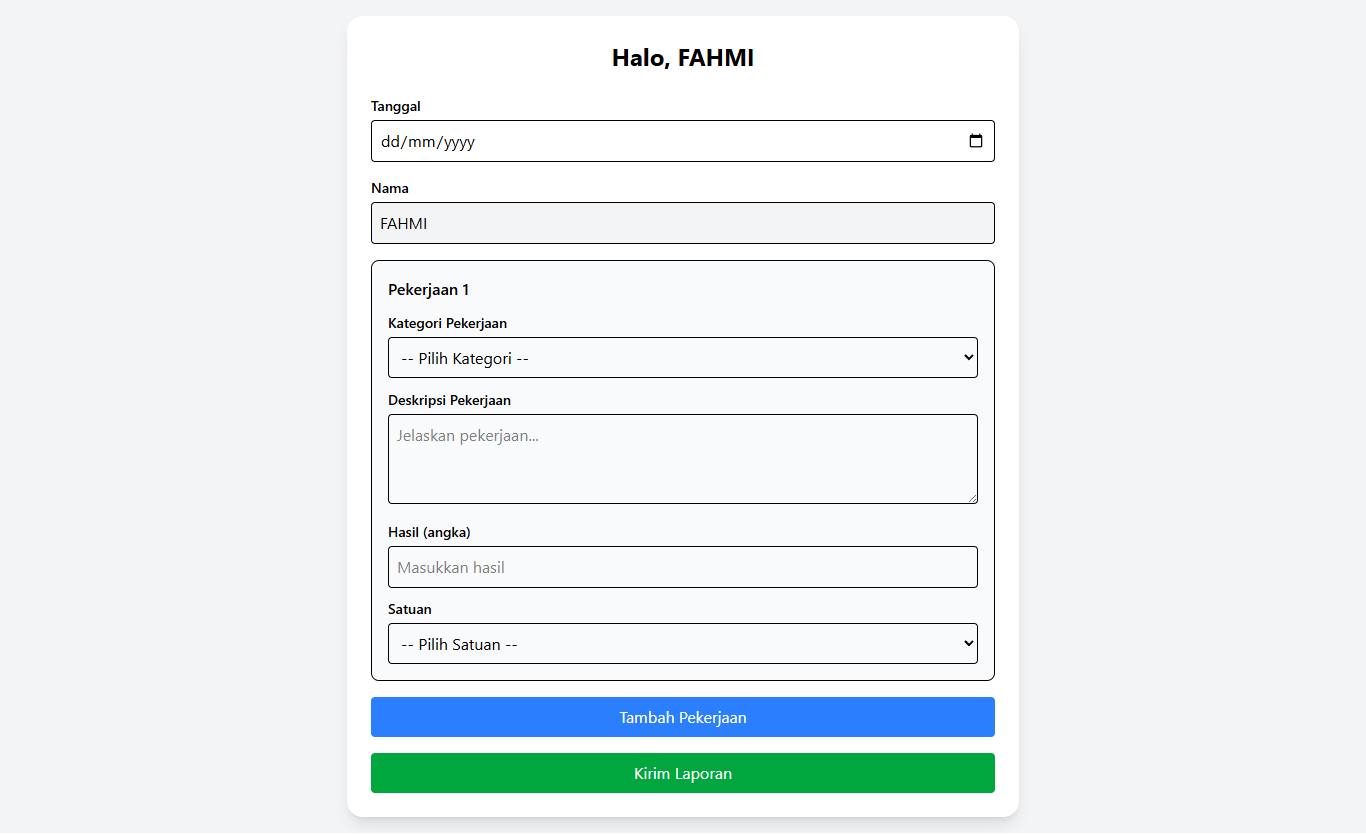 Halo, FAHMI
Tanggal
dd/mm/yyyy
Nama
FAHMI
Pekerjaan 1
Kategori Pekerjaan
-- Pilih Kategori --
Deskripsi Pekerjaan
Jelaskan pekerjaan...
Hasil (angka)
Masukkan hasil
Satuan
-- Pilih Satuan --
Tambah Pekerjaan
Kirim Laporan